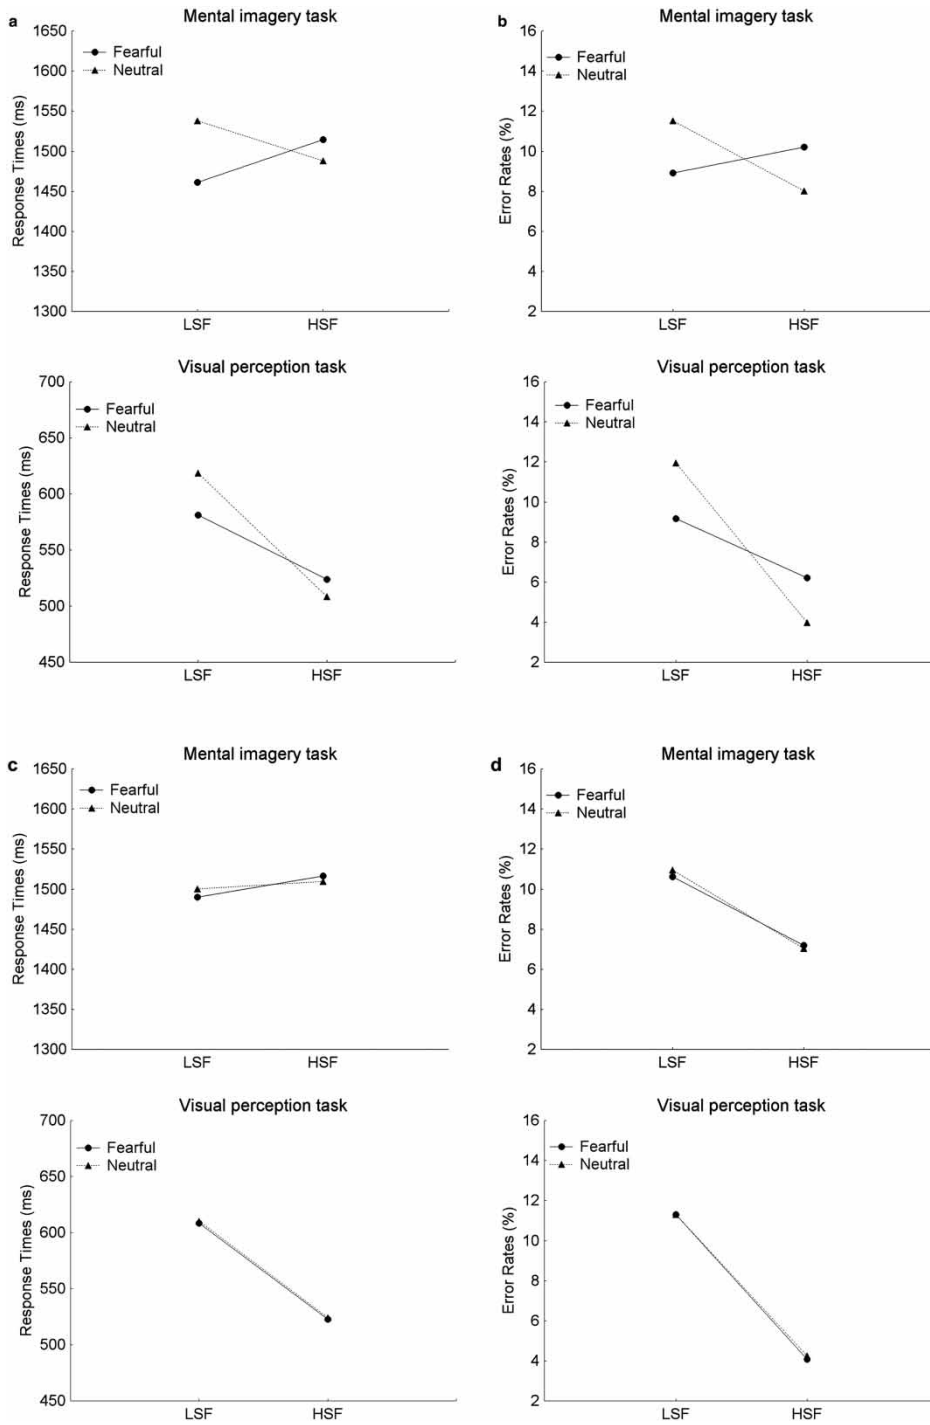 a
Mental imagery task
1650
1600
1550
1500
1450
1400
1350
1300
Response Times (ms)
Fearful
Neutral
LSF
HSF
b
Mental imagery task
16
14
12
10
8
6
4
2
Error Rates (%)
Fearful
Neutral
LSF
HSF
Visual perception task
700
650
600
550
500
450
Response Times (ms)
Fearful
Neutral
LSF
HSF
Visual perception task
16
14
12
10
8
6
4
2
Error Rates (%)
Fearful
Neutral
LSF
HSF
c
Mental imagery task
1650
1600
1550
1500
1450
1400
1350
1300
Response Times (ms)
Fearful
Neutral
LSF
HSF
d
Mental imagery task
16
14
12
10
8
6
4
2
Error Rates (%)
Fearful
Neutral
LSF
HSF
Visual perception task
700
650
600
550
500
450
Response Times (ms)
Fearful
Neutral
LSF
HSF
Visual perception task
16
14
12
10
8
6
4
2
Error Rates (%)
Fearful
Neutral
LSF
HSF